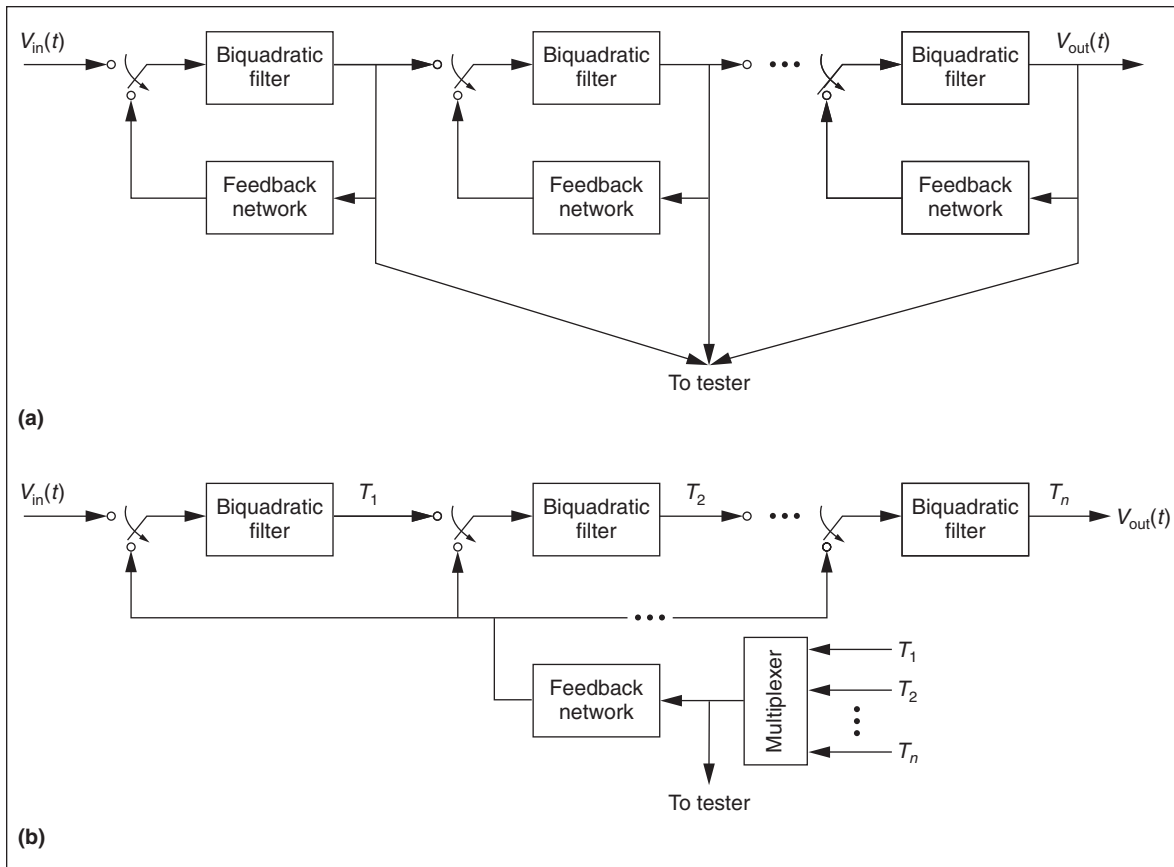 V_in(t)
Biquadratic
filter
Biquadratic
filter
•••
Biquadratic
filter
V_out(t)
Feedback
network
Feedback
network
Feedback
network
To tester
(a)
V_in(t)
Biquadratic
filter
T_1
Biquadratic
filter
T_2
•••
Biquadratic
filter
T_n
V_out(t)
•••
Feedback
network
Multiplexer
T_1
T_2
T_n
To tester
(b)